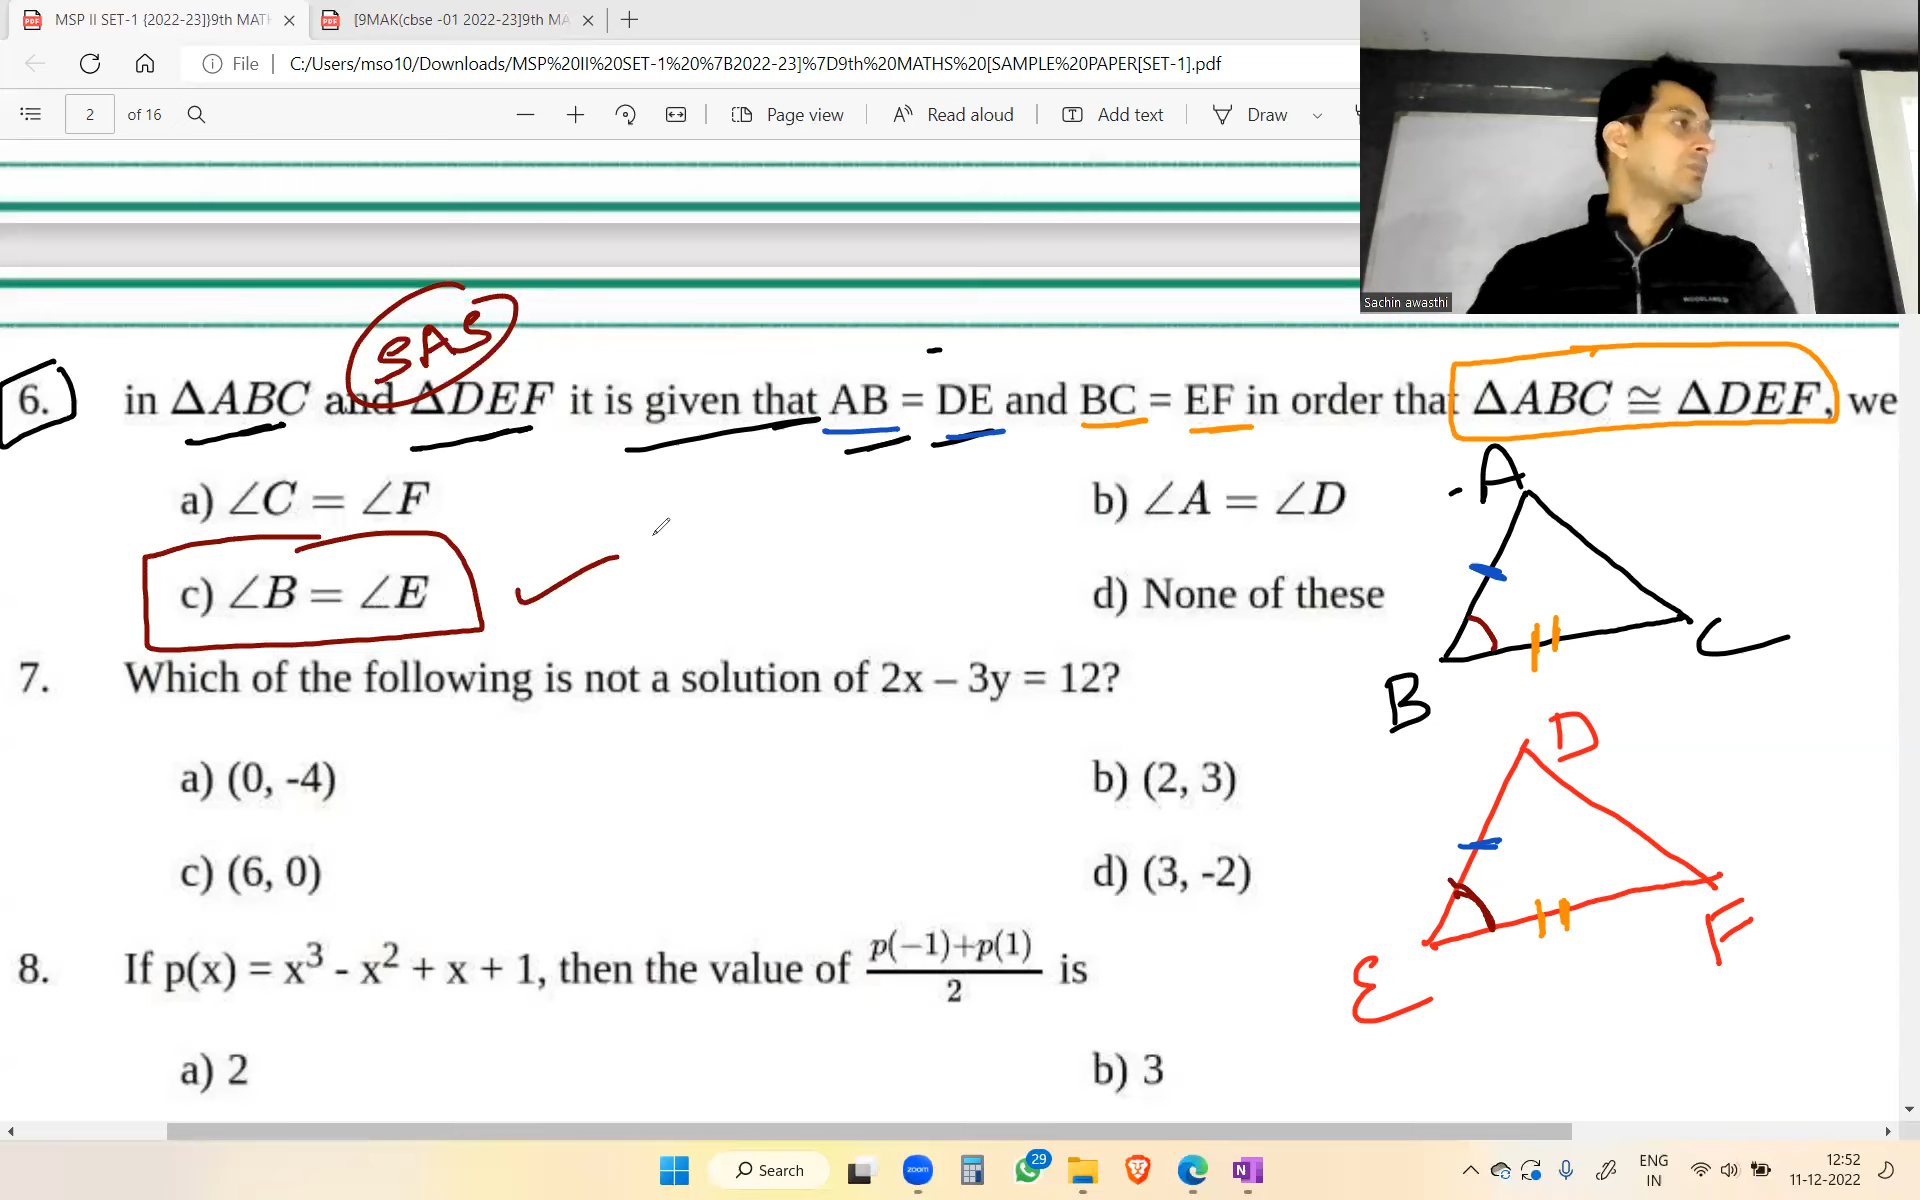 MSP II SET-1 {2022-23]}9th MATH
[9MAK(cbse -01 2022-23]9th MA
File
C:/Users/mso10/Downloads/MSP%20II%20SET-1%20%7B2022-23]%7D9th%20MATHS%20[SAMPLE%20PAPER[SET-1].pdf
2 of 16
Page view
Read aloud
Add text
Draw
Sachin awasthi
SAS
6. in ΔABC and ΔDEF it is given that AB = DE and BC = EF in order that ΔABC ≅ ΔDEF, we
a) ∠C = ∠F b) ∠A = ∠D
c) ∠B = ∠E d) None of these
A
B
C
7. Which of the following is not a solution of 2x – 3y = 12?
a) (0, -4) b) (2, 3)
c) (6, 0) d) (3, -2)
D
E
F
8. If p(x) = x³ - x² + x + 1, then the value of (p(−1)+p(1))/2 is
a) 2 b) 3
Search
zoom
29
N
ENG
IN
12:52
11-12-2022